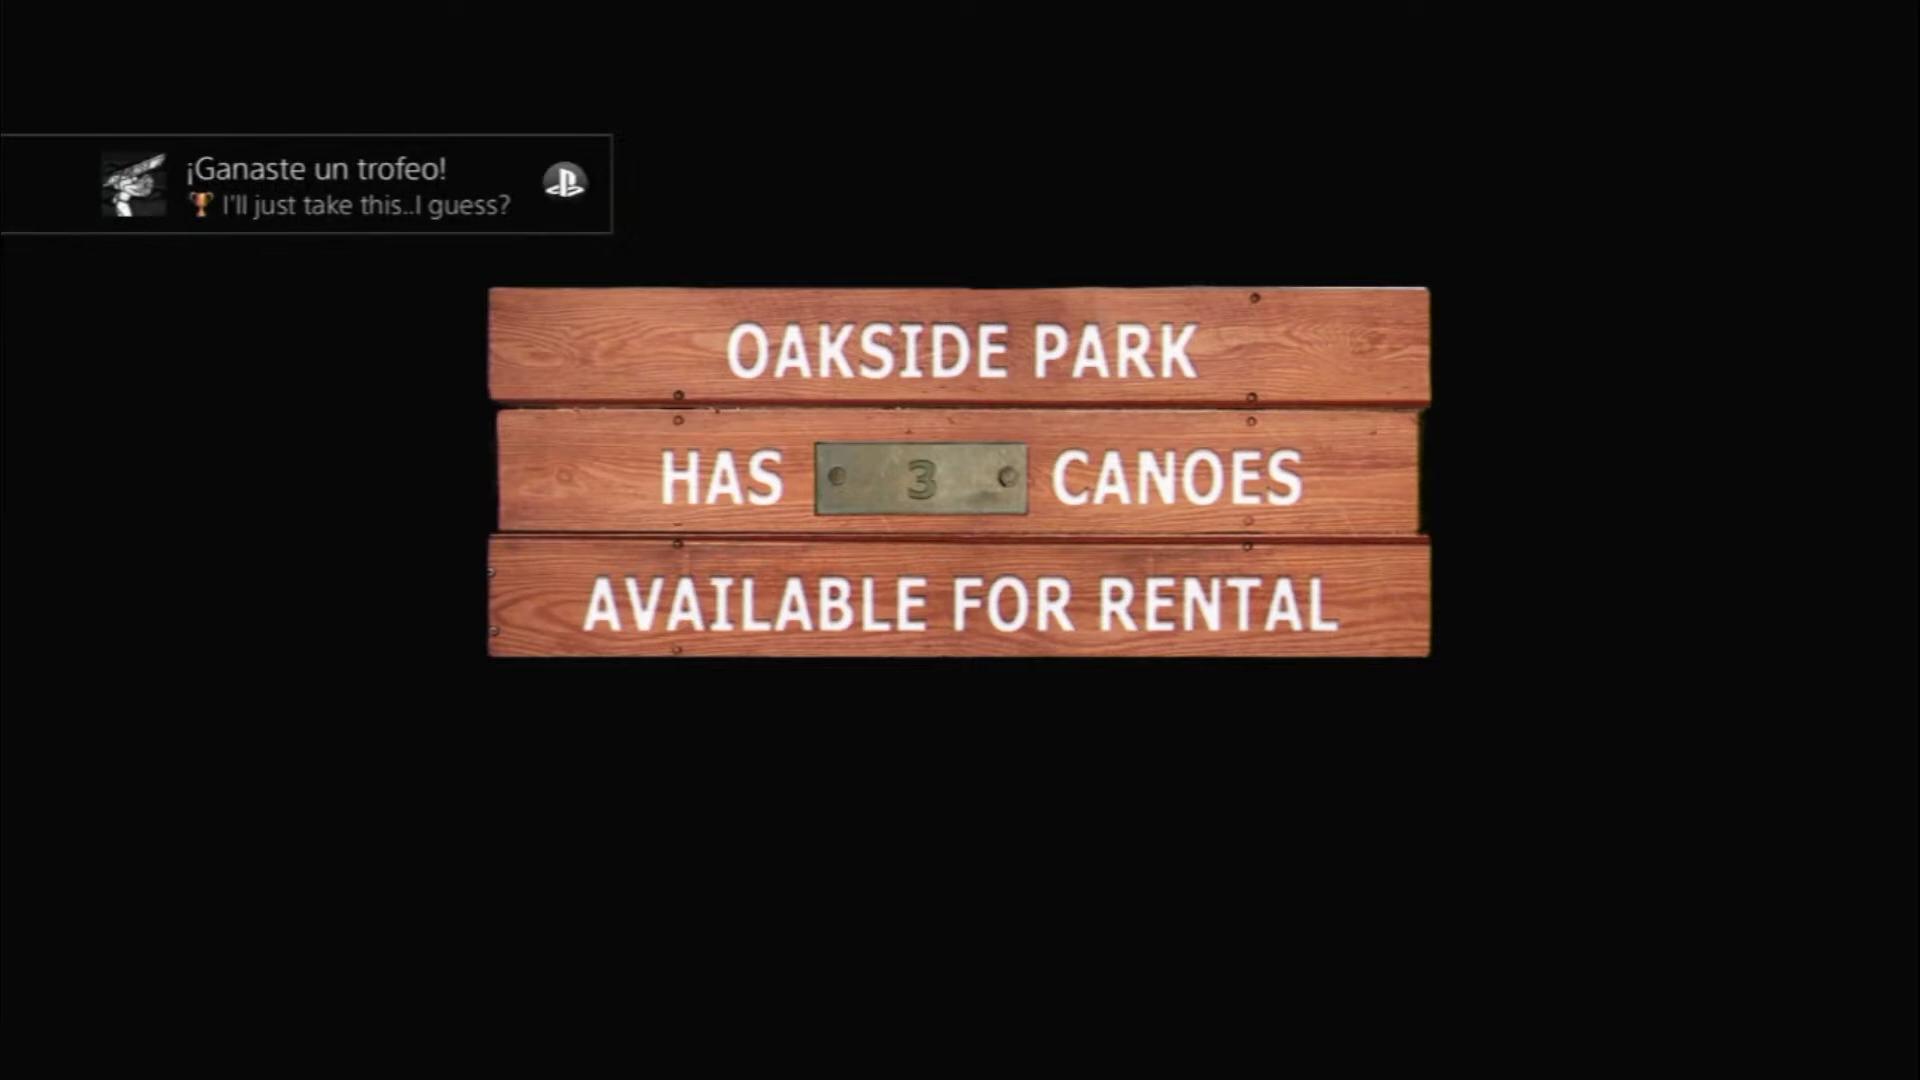 ¡Ganaste un trofeo!
I'll just take this..I guess?
OAKSIDE PARK
HAS 3 CANOES
AVAILABLE FOR RENTAL